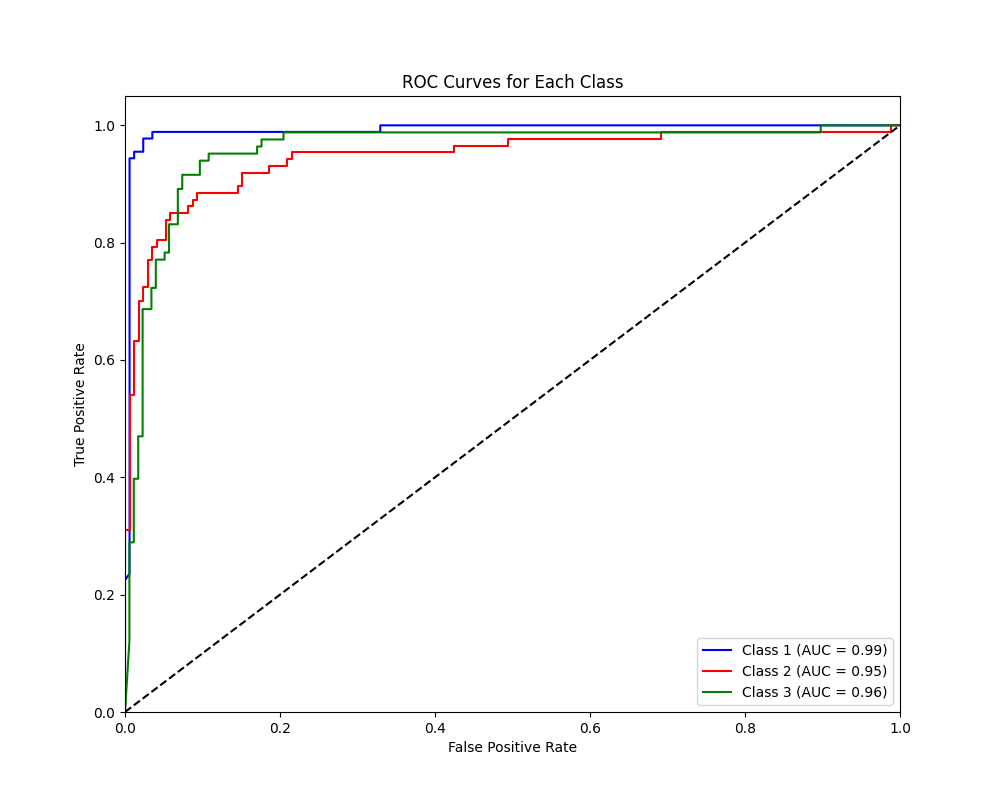 ROC Curves for Each Class
True Positive Rate
1.0
0.8
0.6
0.4
0.2
0.0
0.0 0.2 0.4 0.6 0.8 1.0
False Positive Rate
Class 1 (AUC = 0.99)
Class 2 (AUC = 0.95)
Class 3 (AUC = 0.96)